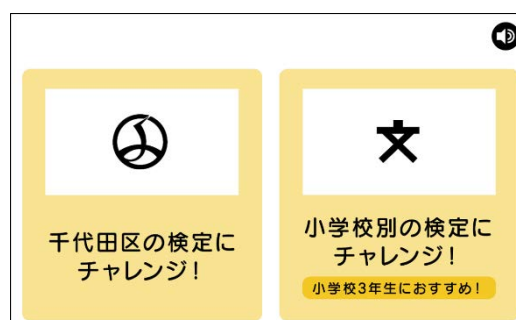 千代田区の検定に
チャレンジ！
文
小学校別の検定に
チャレンジ！
小学校3年生におすすめ！